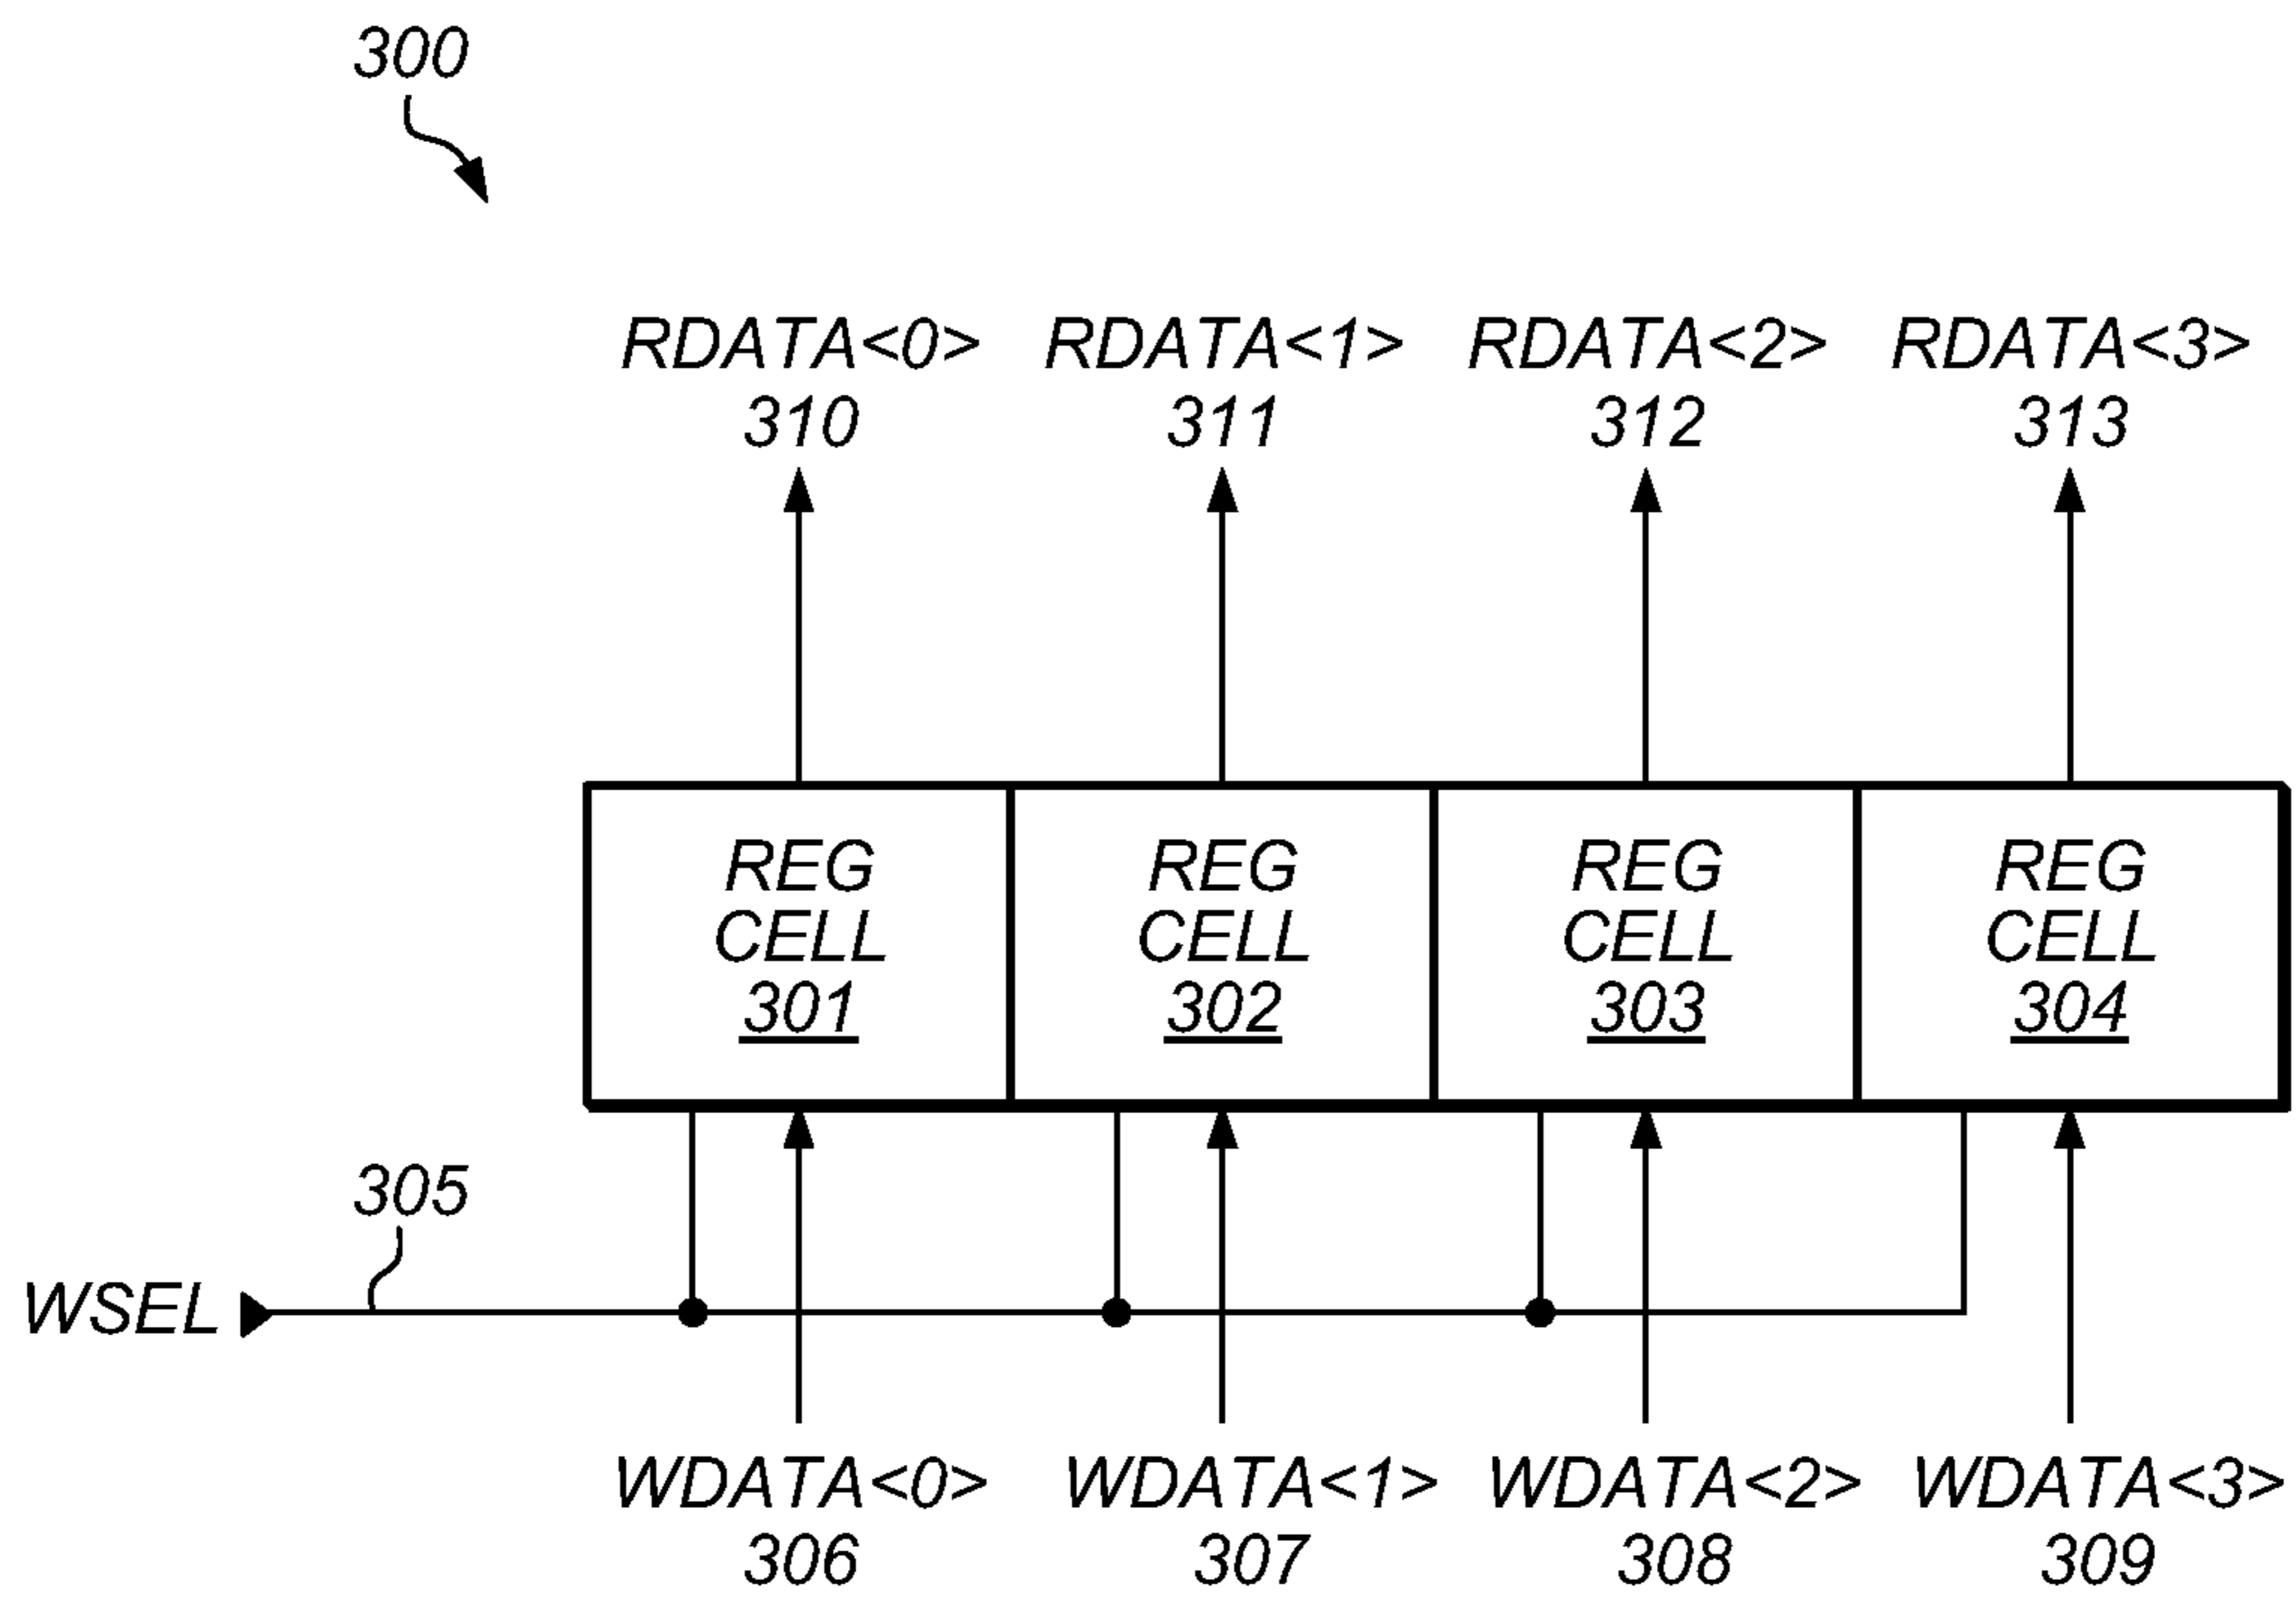 300
RDATA<0> RDATA<1> RDATA<2> RDATA<3>
310 311 312 313
REG REG REG REG
CELL CELL CELL CELL
301 302 303 304
305
WSEL
WDATA<0> WDATA<1> WDATA<2> WDATA<3>
306 307 308 309